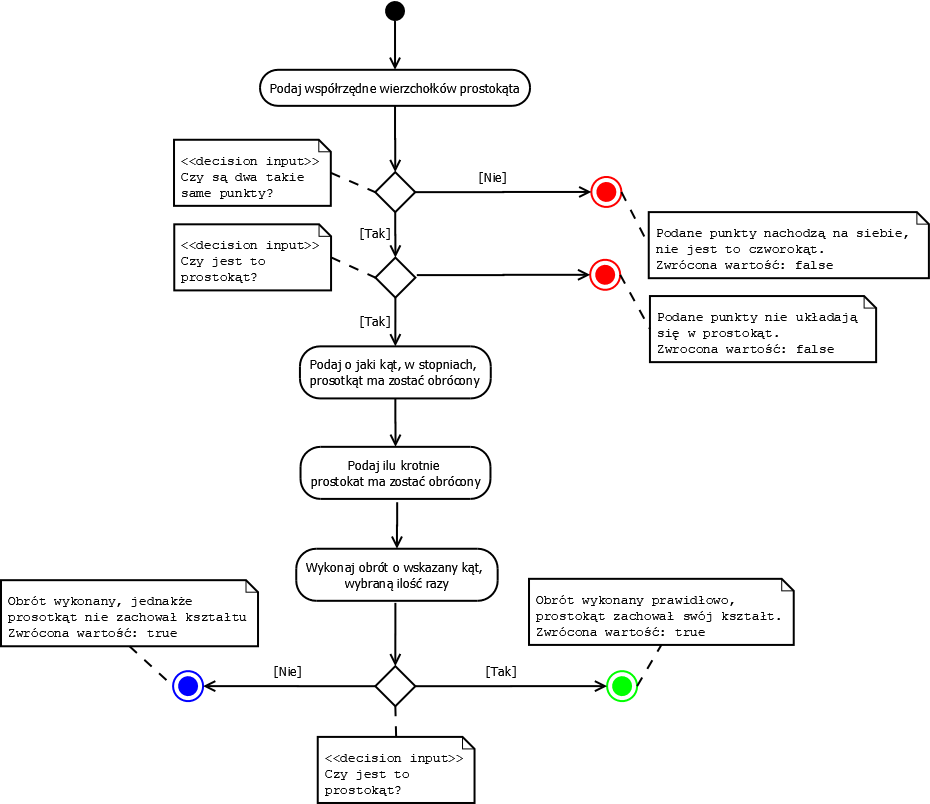 Podaj współrzędne wierzchołków prostokąta
<<decision input>>
Czy są dwa takie
same punkty?
[Nie]
Podane punkty nachodzą na siebie,
nie jest to czworokąt.
Zwrócona wartość: false
[Tak]
<<decision input>>
Czy jest to
prostokąt?
Podane punkty nie układają
się w prostokąt.
Zwrocona wartość: false
[Tak]
Podaj o jaki kąt, w stopniach,
prosotkąt ma zostać obrócony
Podaj ilu krotnie
prostokat ma zostać obrócony
Wykonaj obrót o wskazany kąt,
wybraną ilość razy
Obrót wykonany, jednakże
prosotkąt nie zachował kształtu
Zwrócona wartość: true
Obrót wykonany prawidłowo,
prostokąt zachował swój kształt.
Zwrócona wartość: true
[Nie]
[Tak]
<<decision input>>
Czy jest to
prostokąt?